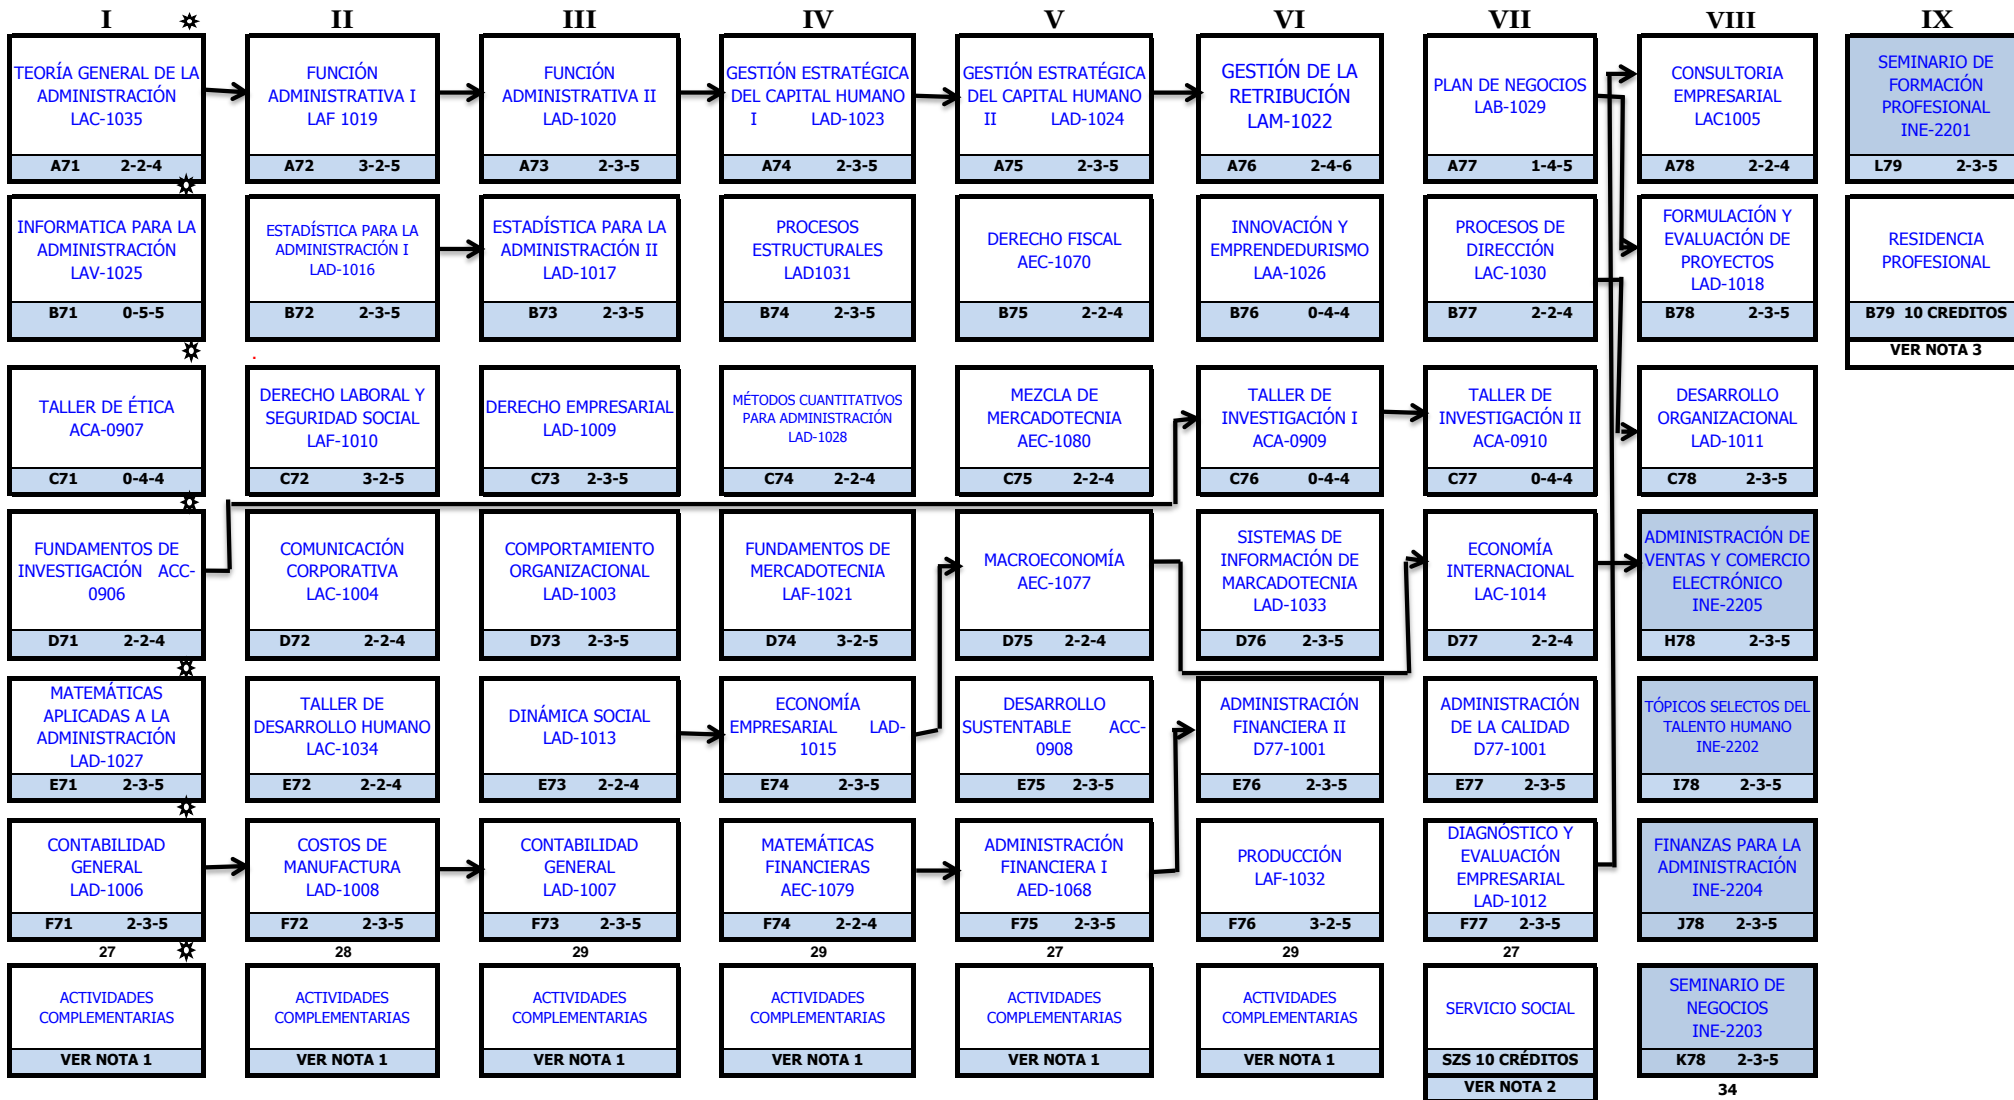 I II III IV V VI VII VIII IX
TEORÍA GENERAL DE LA
ADMINISTRACIÓN
LAC-1035
A71 2-2-4
FUNCIÓN
ADMINISTRATIVA I
LAF 1019
A72 3-2-5
FUNCIÓN
ADMINISTRATIVA II
LAD-1020
A73 2-3-5
GESTIÓN ESTRATÉGICA
DEL CAPITAL HUMANO
I LAD-1023
A74 2-3-5
GESTIÓN ESTRATÉGICA
DEL CAPITAL HUMANO
II LAD-1024
A75 2-3-5
GESTIÓN DE LA
RETRIBUCIÓN
LAM-1022
A76 2-4-6
PLAN DE NEGOCIOS
LAB-1029
A77 1-4-5
CONSULTORIA
EMPRESARIAL
LAC1005
A78 2-2-4
SEMINARIO DE
FORMACIÓN
PROFESIONAL
INE-2201
L79 2-3-5
INFORMATICA PARA LA
ADMINISTRACIÓN
LAV-1025
B71 0-5-5
ESTADÍSTICA PARA LA
ADMINISTRACIÓN I
LAD-1016
B72 2-3-5
ESTADÍSTICA PARA LA
ADMINISTRACIÓN II
LAD-1017
B73 2-3-5
PROCESOS
ESTRUCTURALES
LAD1031
B74 2-3-5
DERECHO FISCAL
AEC-1070
B75 2-2-4
INNOVACIÓN Y
EMPRENDEDURISMO
LAA-1026
B76 0-4-4
PROCESOS DE
DIRECCIÓN
LAC-1030
B77 2-2-4
FORMULACIÓN Y
EVALUACIÓN DE
PROYECTOS
LAD-1018
B78 2-3-5
RESIDENCIA
PROFESIONAL
B79 10 CREDITOS
VER NOTA 3
TALLER DE ÉTICA
ACA-0907
C71 0-4-4
DERECHO LABORAL Y
SEGURIDAD SOCIAL
LAF-1010
C72 3-2-5
DERECHO EMPRESARIAL
LAD-1009
C73 2-3-5
MÉTODOS CUANTITATIVOS
PARA ADMINISTRACIÓN
LAD-1028
C74 2-2-4
MEZCLA DE
MERCADOTECNIA
AEC-1080
C75 2-2-4
TALLER DE
INVESTIGACIÓN I
ACA-0909
C76 0-4-4
TALLER DE
INVESTIGACIÓN II
ACA-0910
C77 0-4-4
DESARROLLO
ORGANIZACIONAL
LAD-1011
C78 2-3-5
FUNDAMENTOS DE
INVESTIGACIÓN ACC-
0906
D71 2-2-4
COMUNICACIÓN
CORPORATIVA
LAC-1004
D72 2-2-4
COMPORTAMIENTO
ORGANIZACIONAL
LAD-1003
D73 2-3-5
FUNDAMENTOS DE
MERCADOTECNIA
LAF-1021
D74 3-2-5
MACROECONOMÍA
AEC-1077
D75 2-2-4
SISTEMAS DE
INFORMACIÓN DE
MARCADOTECNIA
LAD-1033
D76 2-3-5
ECONOMÍA
INTERNACIONAL
LAC-1014
D77 2-2-4
ADMINISTRACIÓN DE
VENTAS Y COMERCIO
ELECTRÓNICO
INE-2205
H78 2-3-5
MATEMÁTICAS
APLICADAS A LA
ADMINISTRACIÓN
LAD-1027
E71 2-3-5
TALLER DE
DESARROLLO HUMANO
LAC-1034
E72 2-2-4
DINÁMICA SOCIAL
LAD-1013
E73 2-2-4
ECONOMÍA
EMPRESARIAL LAD-
1015
E74 2-3-5
DESARROLLO
SUSTENTABLE ACC-
0908
E75 2-3-5
ADMINISTRACIÓN
FINANCIERA II
D77-1001
E76 2-3-5
ADMINISTRACIÓN
DE LA CALIDAD
D77-1001
E77 2-3-5
TÓPICOS SELECTOS DEL
TALENTO HUMANO
INE-2202
I78 2-3-5
CONTABILIDAD
GENERAL
LAD-1006
F71 2-3-5
COSTOS DE
MANUFACTURA
LAD-1008
F72 2-3-5
CONTABILIDAD
GENERAL
LAD-1007
F73 2-3-5
MATEMÁTICAS
FINANCIERAS
AEC-1079
F74 2-2-4
ADMINISTRACIÓN
FINANCIERA I
AED-1068
F75 2-3-5
PRODUCCIÓN
LAF-1032
F76 3-2-5
DIAGNÓSTICO Y
EVALUACIÓN
EMPRESARIAL
LAD-1012
F77 2-3-5
FINANZAS PARA LA
ADMINISTRACIÓN
INE-2204
J78 2-3-5
27 28 29 29 27 29 27
ACTIVIDADES
COMPLEMENTARIAS
VER NOTA 1
ACTIVIDADES
COMPLEMENTARIAS
VER NOTA 1
ACTIVIDADES
COMPLEMENTARIAS
VER NOTA 1
ACTIVIDADES
COMPLEMENTARIAS
VER NOTA 1
ACTIVIDADES
COMPLEMENTARIAS
VER NOTA 1
ACTIVIDADES
COMPLEMENTARIAS
VER NOTA 1
SERVICIO SOCIAL
SZS 10 CRÉDITOS
VER NOTA 2
SEMINARIO DE
NEGOCIOS
INE-2203
K78 2-3-5
34